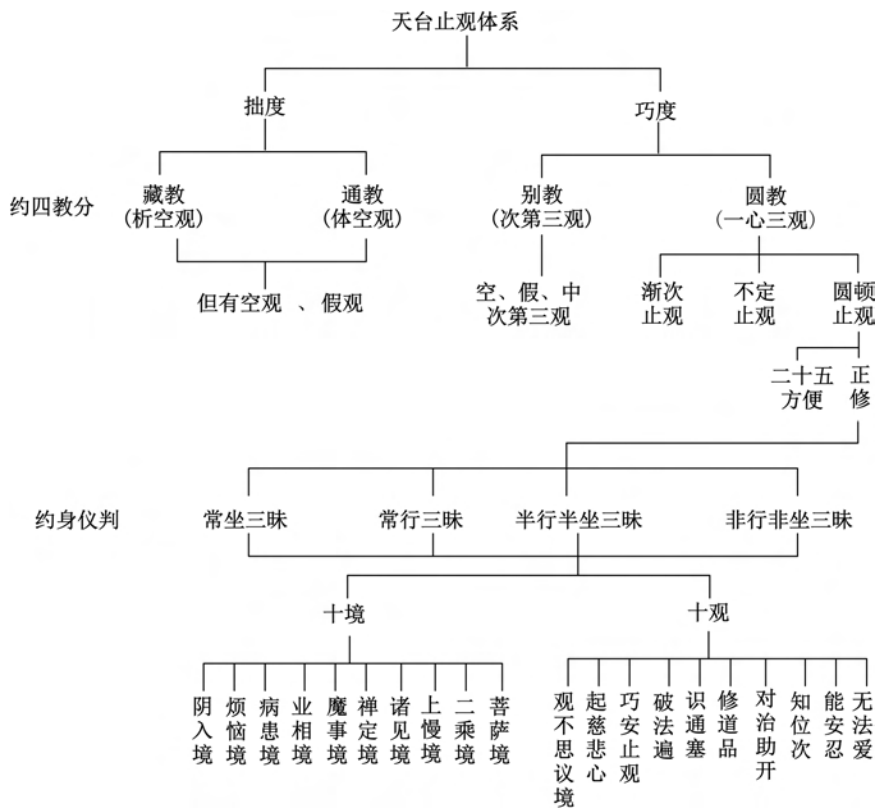 天台止观体系
拙度
巧度
约四教分
藏教
(析空观)
通教
(体空观)
别教
(次第三观)
圆教
(一心三观)
但有空观 、假观
空、假、中
次第三观
渐次
止观
不定
止观
圆顿
止观
二十五
方便
正
修
约身仪判
常坐三昧
常行三昧
半行半坐三昧
非行非坐三昧
十境
十观
阴入境
烦恼境
病患境
业相境
魔事境
禅定境
诸见境
上慢境
二乘境
菩萨境
观不思议境
起慈悲心
巧安止观
破法遍
识通塞
修道品
对治助开
知位次
能安忍
无法爱